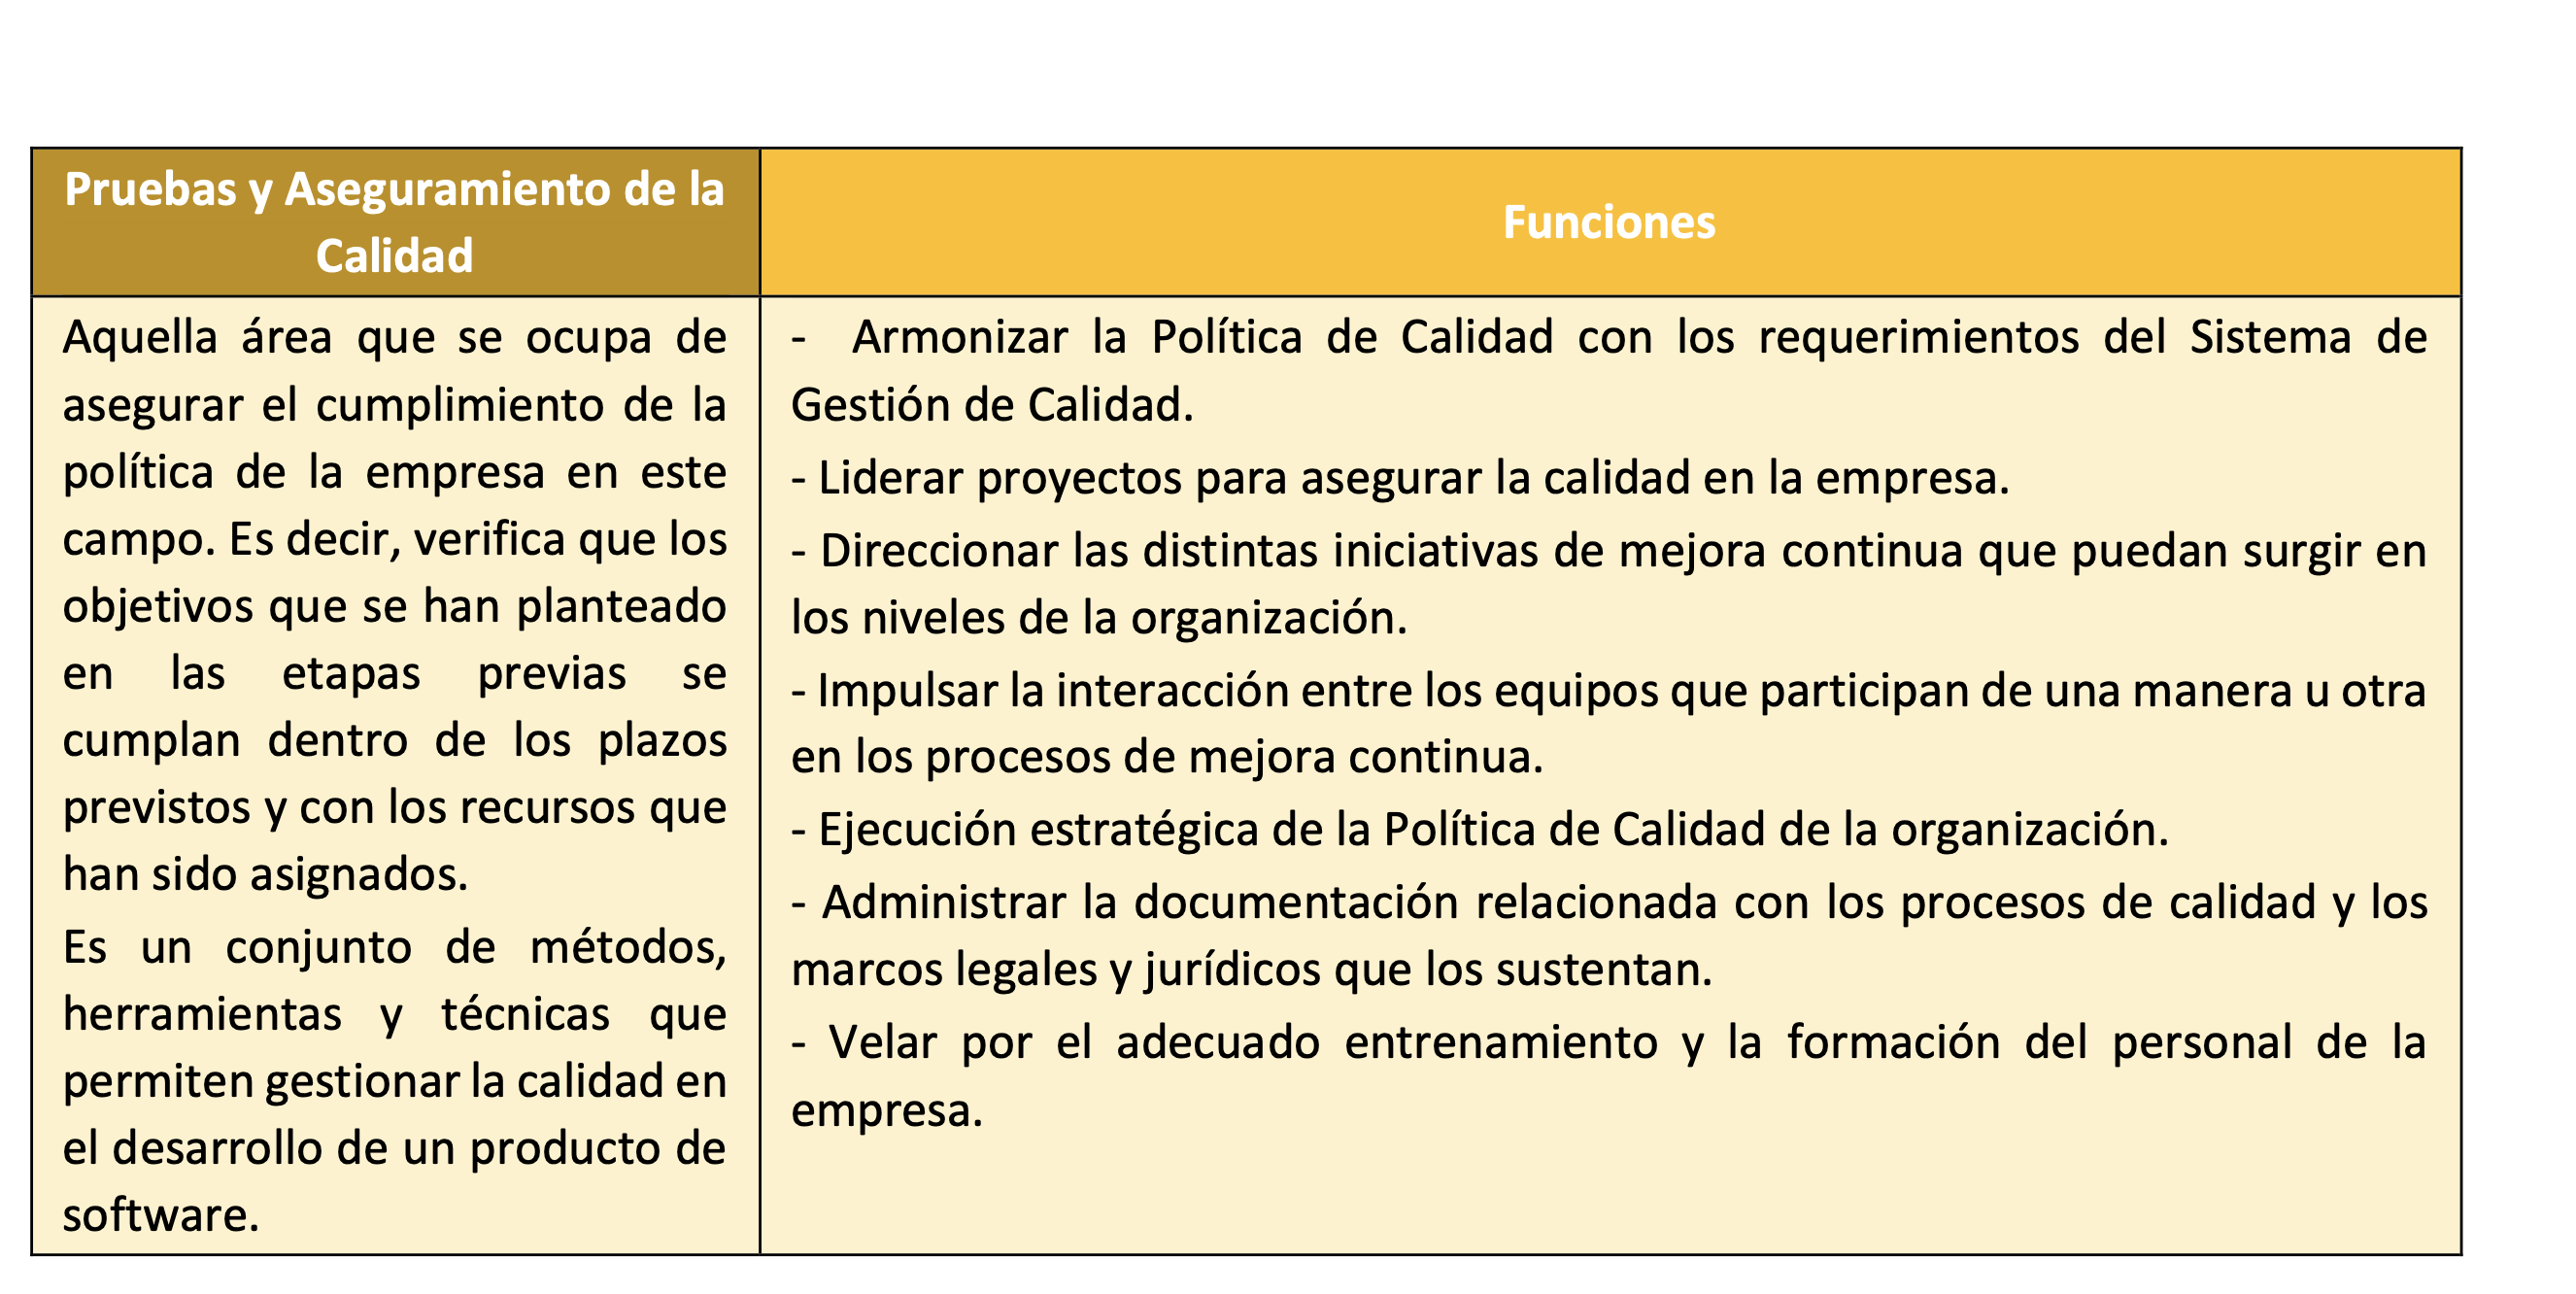 Pruebas y Aseguramiento de la
Calidad
Funciones
Aquella área que se ocupa de
asegurar el cumplimiento de la
política de la empresa en este
campo. Es decir, verifica que los
objetivos que se han planteado
en las etapas previas se
cumplan dentro de los plazos
previstos y con los recursos que
han sido asignados.
Es un conjunto de métodos,
herramientas y técnicas que
permiten gestionar la calidad en
el desarrollo de un producto de
software.
- Armonizar la Política de Calidad con los requerimientos del Sistema de
Gestión de Calidad.
- Liderar proyectos para asegurar la calidad en la empresa.
- Direccionar las distintas iniciativas de mejora continua que puedan surgir en
los niveles de la organización.
- Impulsar la interacción entre los equipos que participan de una manera u otra
en los procesos de mejora continua.
- Ejecución estratégica de la Política de Calidad de la organización.
- Administrar la documentación relacionada con los procesos de calidad y los
marcos legales y jurídicos que los sustentan.
- Velar por el adecuado entrenamiento y la formación del personal de la
empresa.